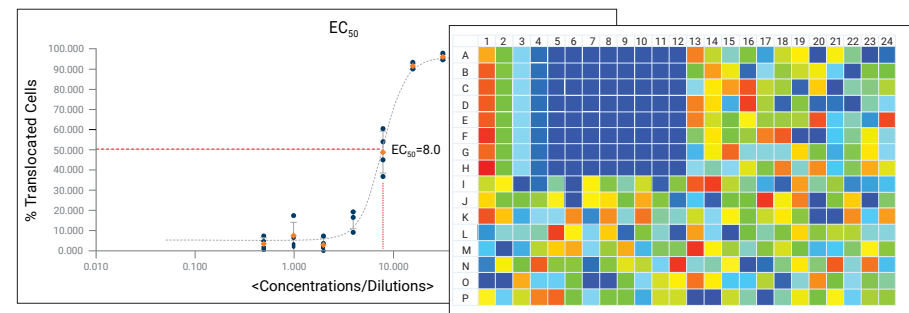 EC50
100.000
90.000
80.000
70.000
60.000
50.000
40.000
30.000
20.000
10.000
0.000
% Translocated Cells
EC50=8.0
0.010 0.100 1.000 10.000
<Concentrations/Dilutions>
1 2 3 4 5 6 7 8 9 10 11 12 13 14 15 16 17 18 19 20 21 22 23 24
A
B
C
D
E
F
G
H
I
J
K
L
M
N
O
P